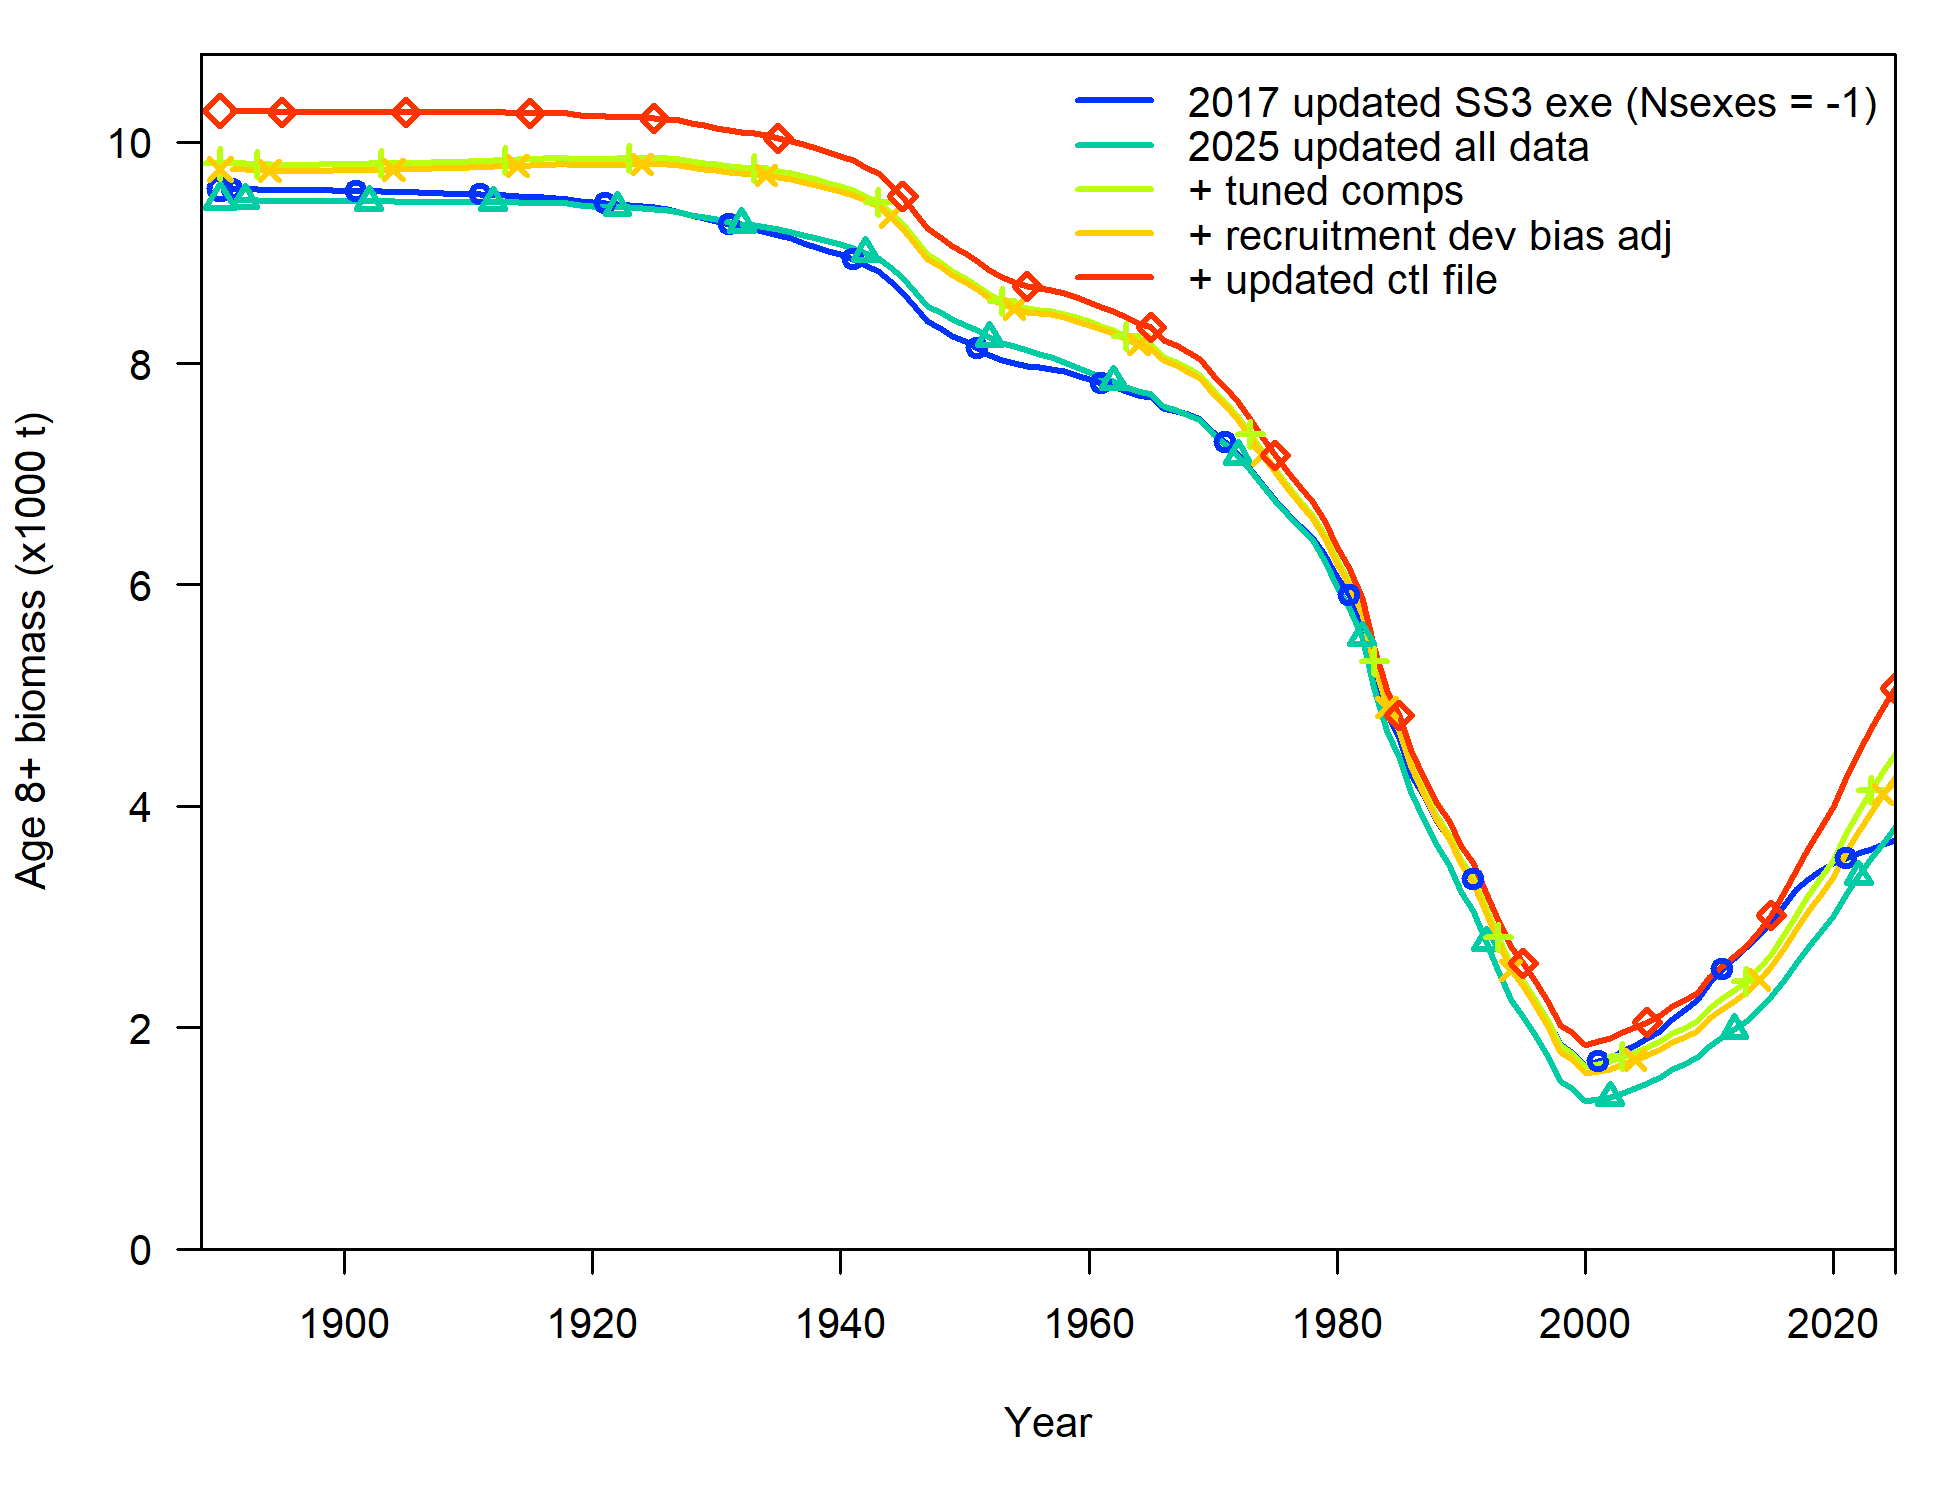 2017 updated SS3 exe (Nsexes = -1)
2025 updated all data
+ tuned comps
+ recruitment dev bias adj
+ updated ctl file
Age 8+ biomass (x1000 t)
10
8
6
4
2
0
1900 1920 1940 1960 1980 2000 2020
Year